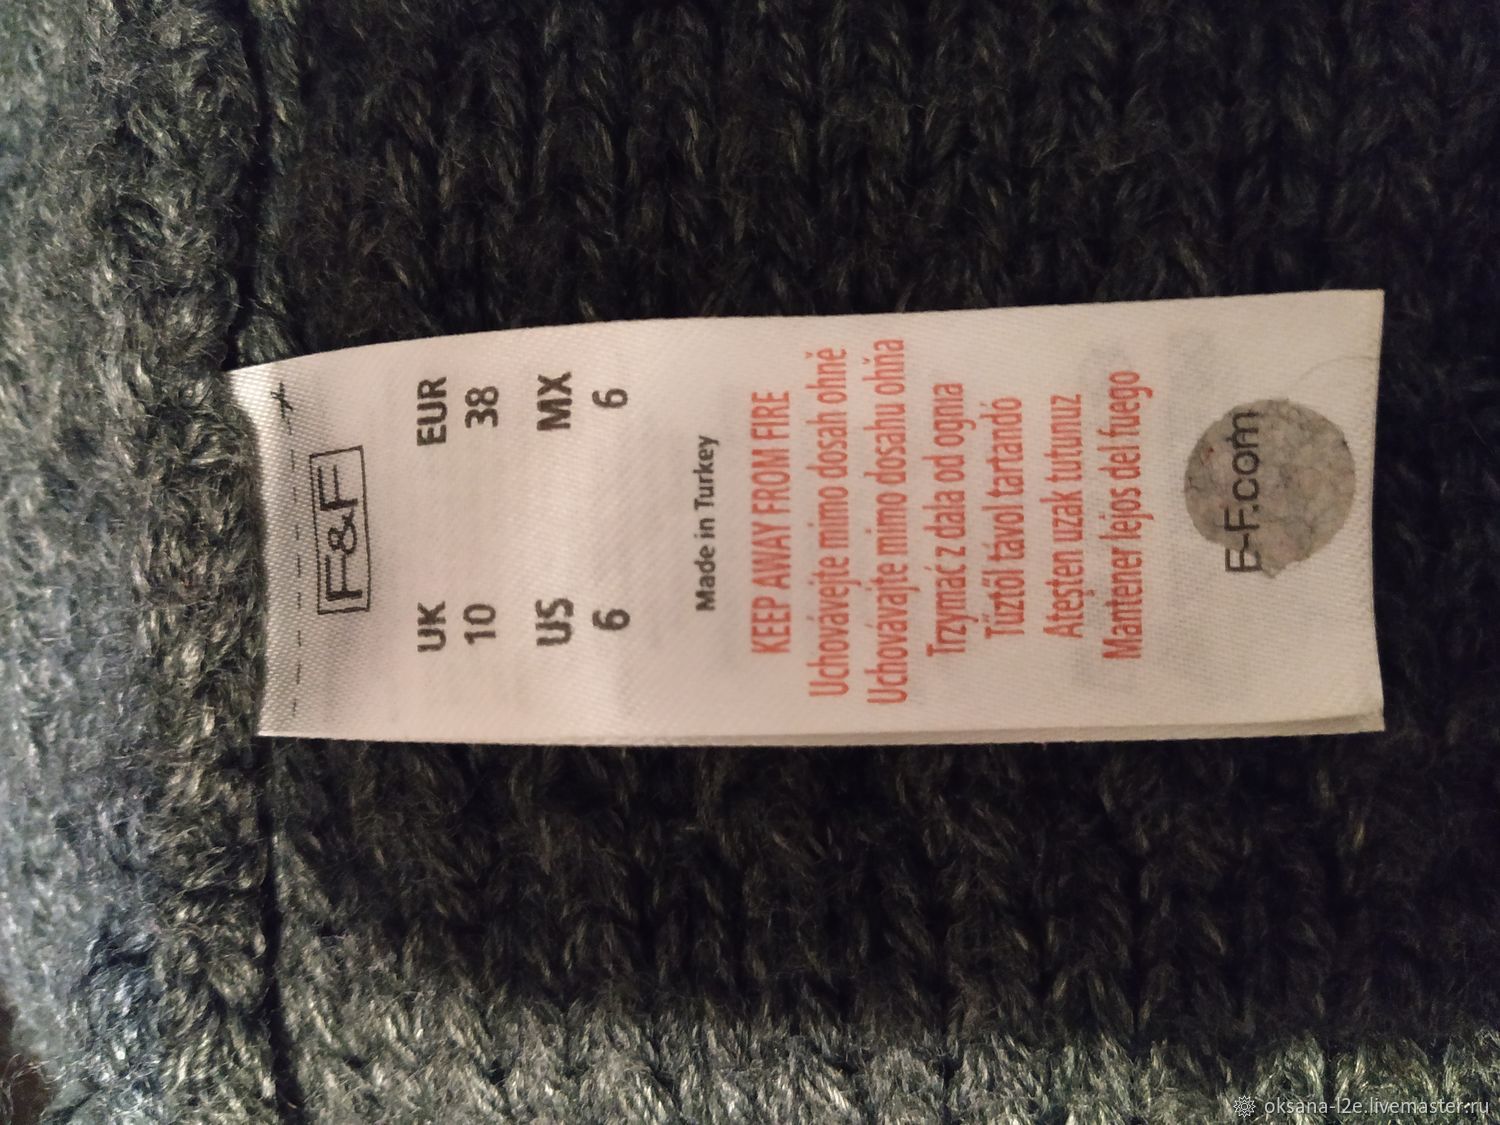 F&F
UK EUR
10 38
US MX
6 6
Made in Turkey
KEEP AWAY FROM FIRE
Uchovávejte mimo dosah ohně
Uchovávajte mimo dosahu ohňa
Trzymać z dala od ognia
Tűztől távol tartandó
Ateşten uzak tutunuz
Mantener lejos del fuego
E-F.com
oksana-l2e.livemaster.ru